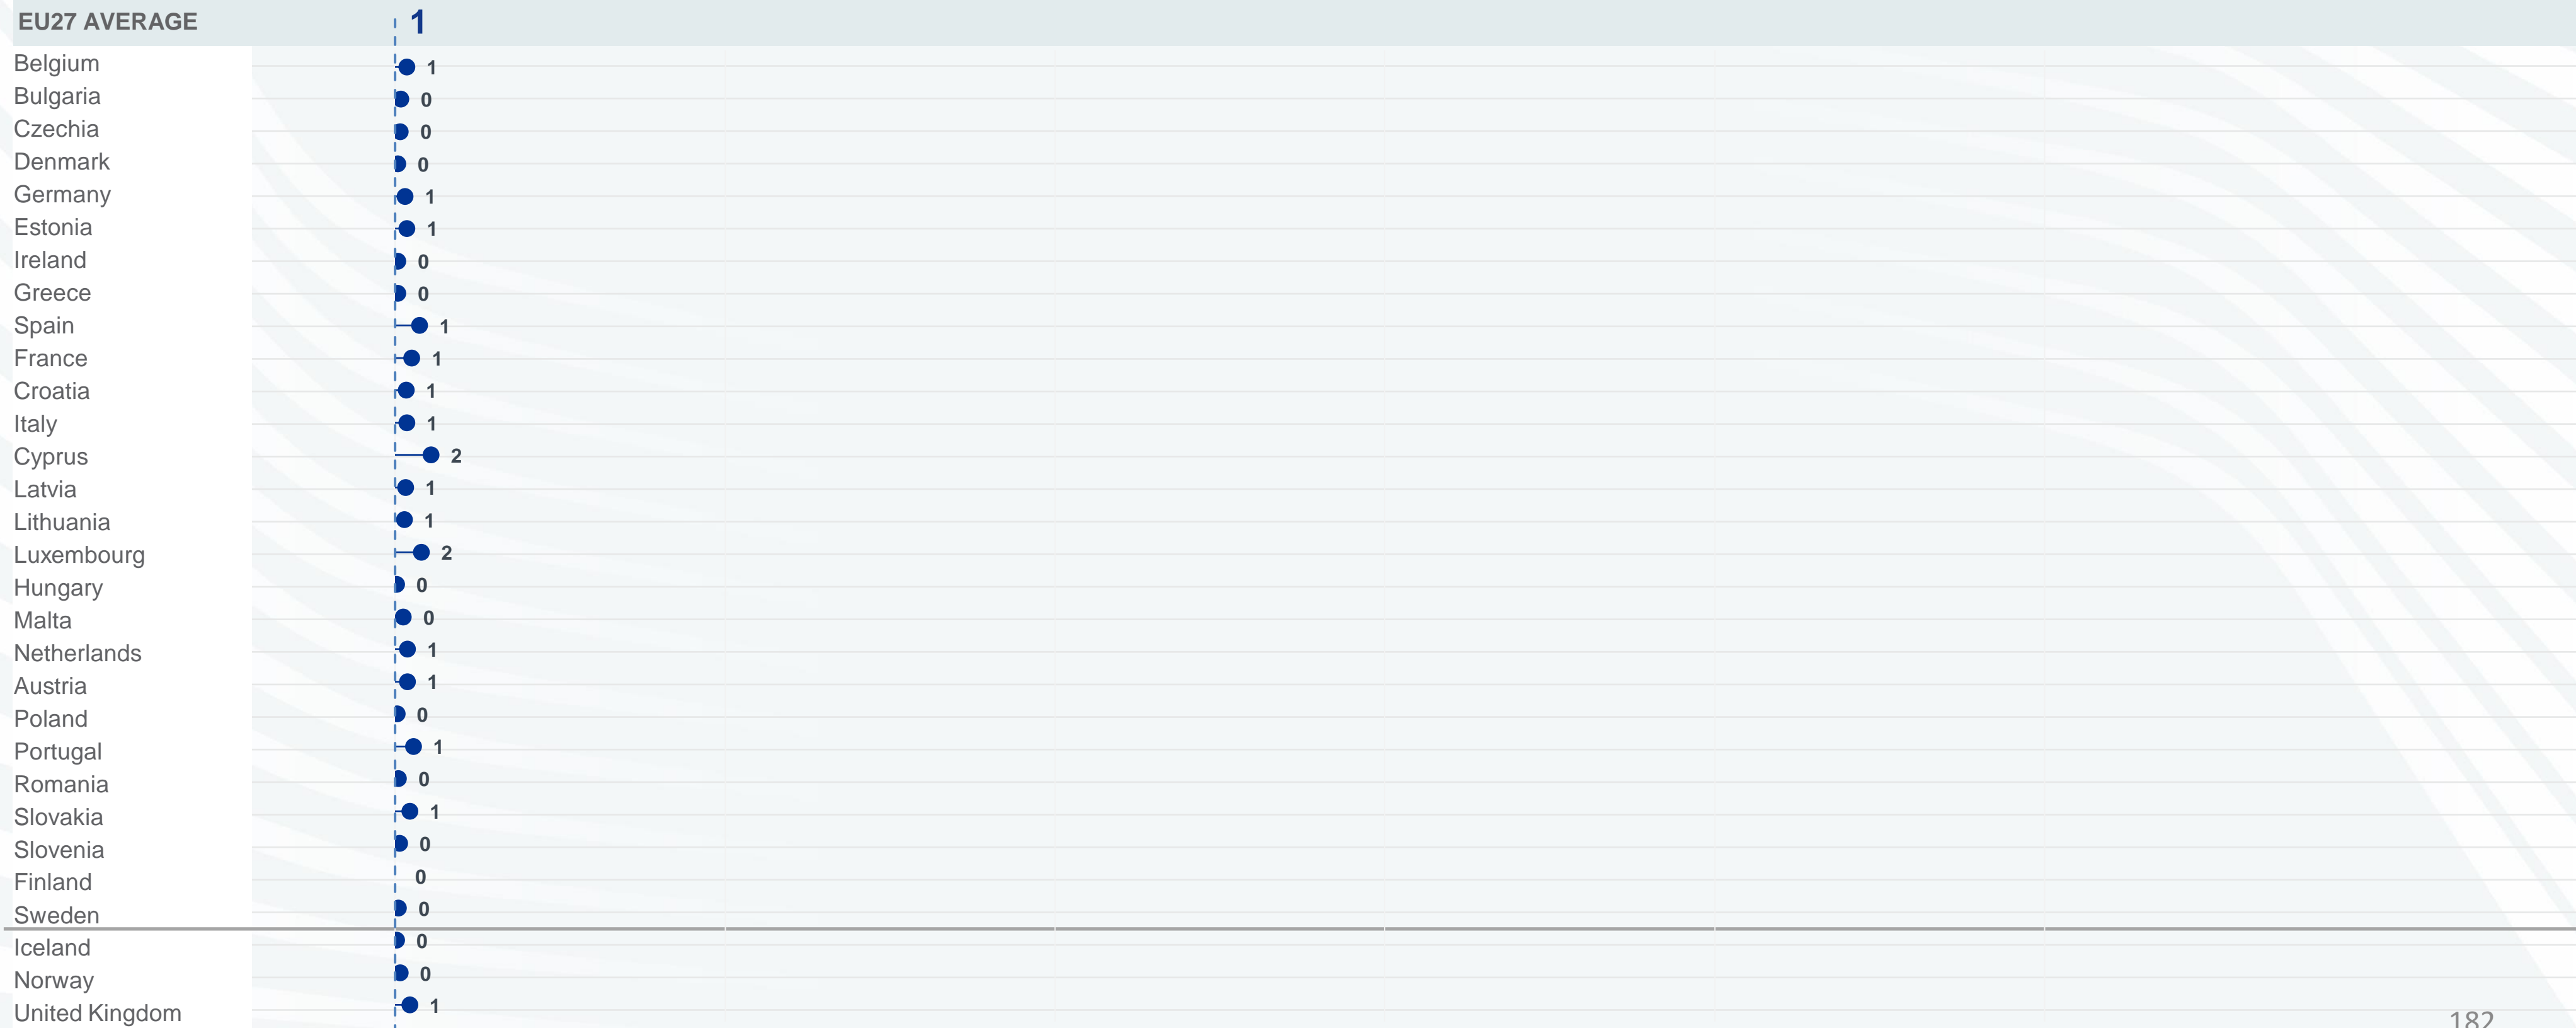 EU27 AVERAGE 1
Belgium 1
Bulgaria 0
Czechia 0
Denmark 0
Germany 1
Estonia 1
Ireland 0
Greece 0
Spain 1
France 1
Croatia 1
Italy 1
Cyprus 2
Latvia 1
Lithuania 1
Luxembourg 2
Hungary 0
Malta 0
Netherlands 1
Austria 1
Poland 0
Portugal 1
Romania 0
Slovakia 1
Slovenia 0
Finland 0
Sweden 0
Iceland 0
Norway 0
United Kingdom 1
182